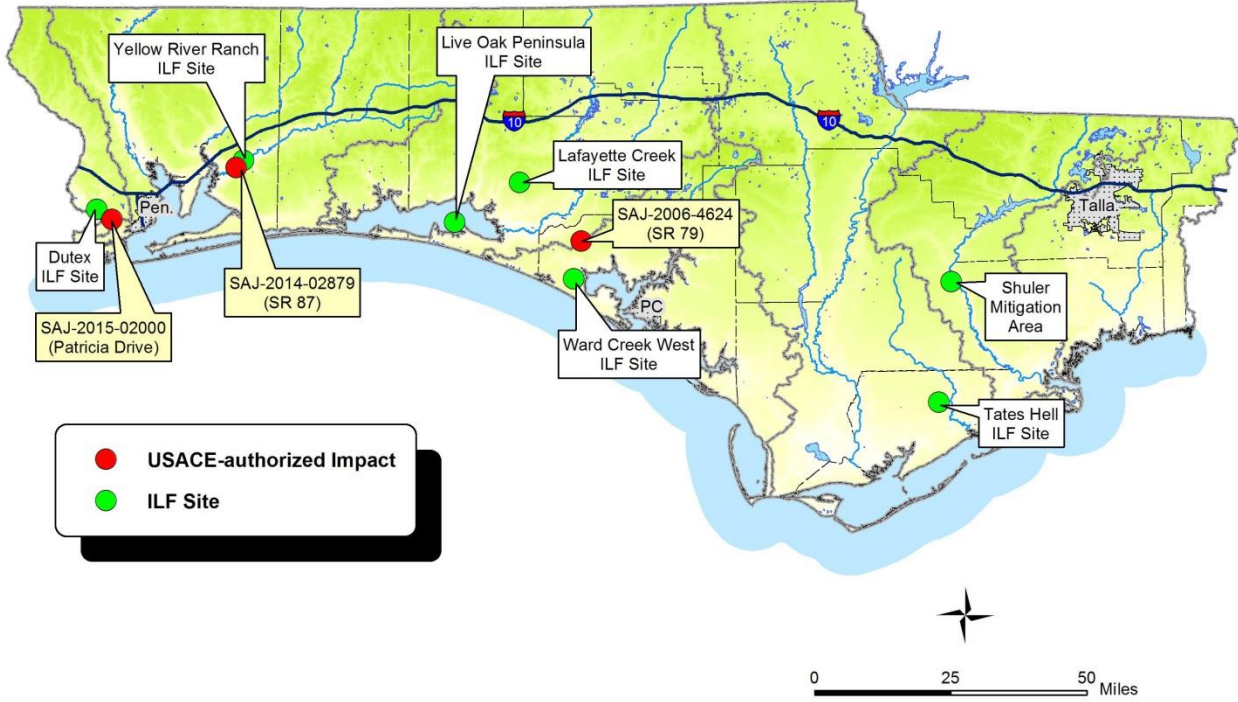 Yellow River Ranch
ILF Site
Live Oak Peninsula
ILF Site
10
10
Lafayette Creek
ILF Site
SAJ-2006-4624
(SR 79)
Pen.
Talla.
Dutex
ILF Site
SAJ-2014-02879
(SR 87)
SAJ-2015-02000
(Patricia Drive)
PC
Ward Creek West
ILF Site
Shuler
Mitigation
Area
Tates Hell
ILF Site
USACE-authorized Impact
ILF Site
0 25 50 Miles